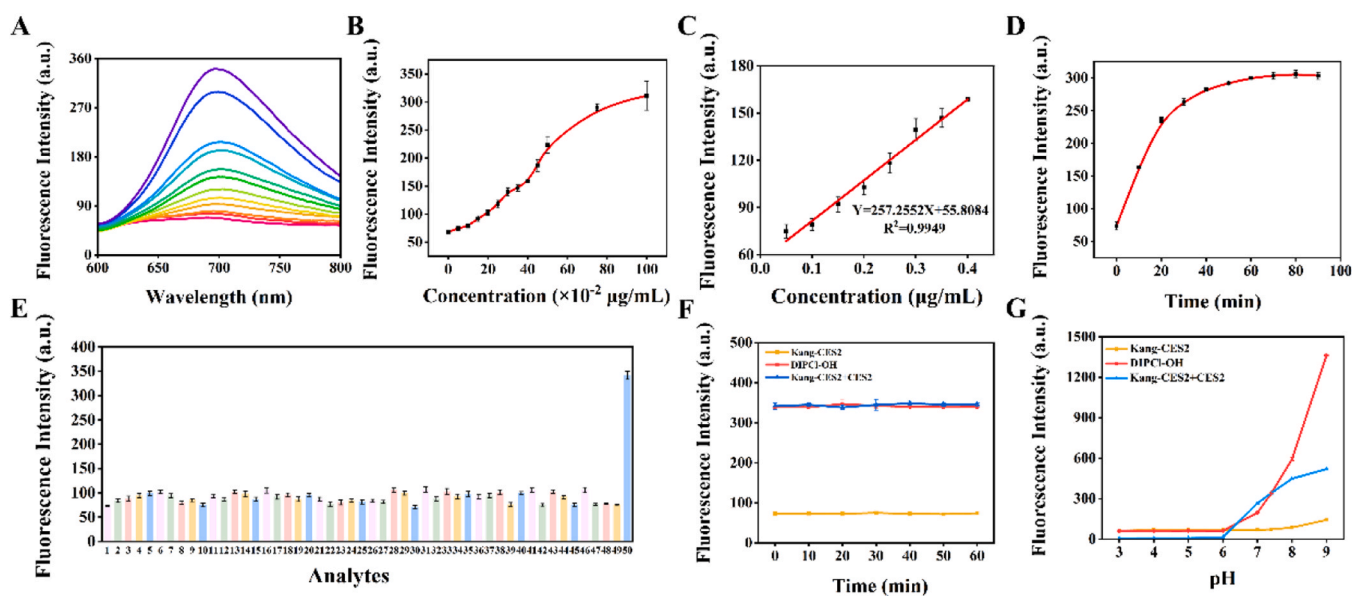 A
Fluorescence Intensity (a.u.)
360
270
180
90
0
600
650
700
750
800
Wavelength (nm)
B
Fluorescence Intensity (a.u.)
350
300
250
200
150
100
50
0
20
40
60
80
100
Concentration (×10⁻² μg/mL)
C
Fluorescence Intensity (a.u.)
180
150
120
90
60
Y=257.2552X+55.8084
R²=0.9949
0.0
0.1
0.2
0.3
0.4
Concentration (μg/mL)
D
Fluorescence Intensity (a.u.)
300
250
200
150
100
50
0
20
40
60
80
100
Time (min)
E
Fluorescence Intensity (a.u.)
400
350
300
250
200
150
100
50
0
1 2 3 4 5 6 7 8 9 10 11 12 13 14 15 16 17 18 19 20 21 22 23 24 25 26 27 28 29 30 31 32 33 34 35 36 37 38 39 40 41 42 43 44 45 46 47 48 49 50
Analytes
F
Fluorescence Intensity (a.u.)
500
400
300
200
100
0
Kang-CES2
DIPCl-OH
Kang-CES2+CES2
0
10
20
30
40
50
60
Time (min)
G
Fluorescence Intensity (a.u.)
1500
1200
900
600
300
0
Kang-CES2
DIPCl-OH
Kang-CES2+CES2
3
4
5
6
7
8
9
pH